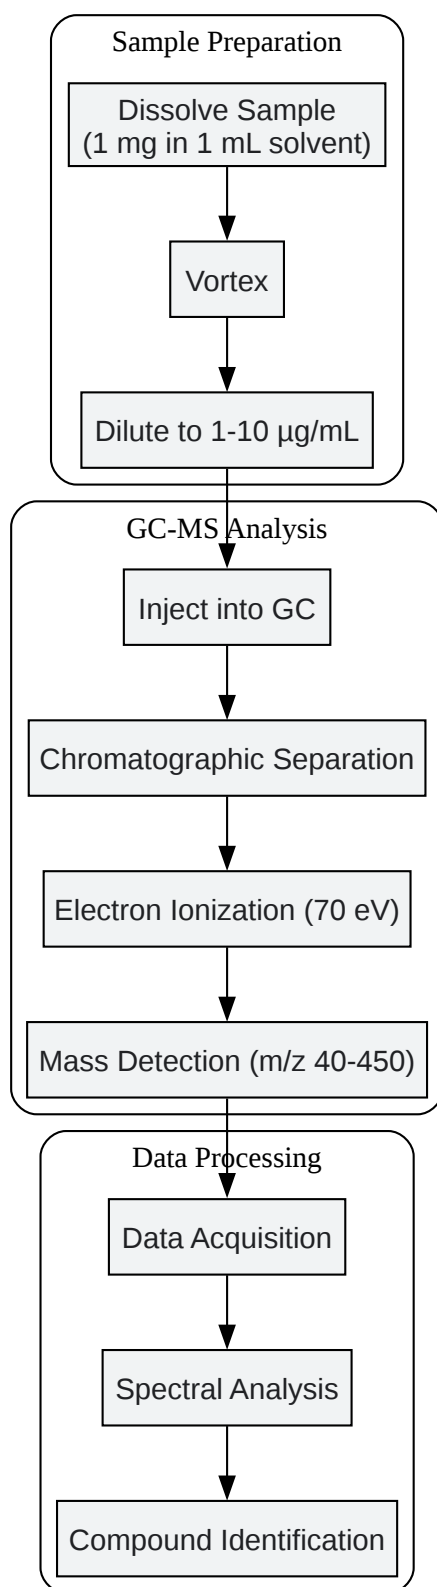 Sample Preparation
Dissolve Sample
(1 mg in 1 mL solvent)
Vortex
Dilute to 1-10 µg/mL
GC-MS Analysis
Inject into GC
Chromatographic Separation
Electron Ionization (70 eV)
Mass Detection (m/z 40-450)
Data Processing
Data Acquisition
Spectral Analysis
Compound Identification